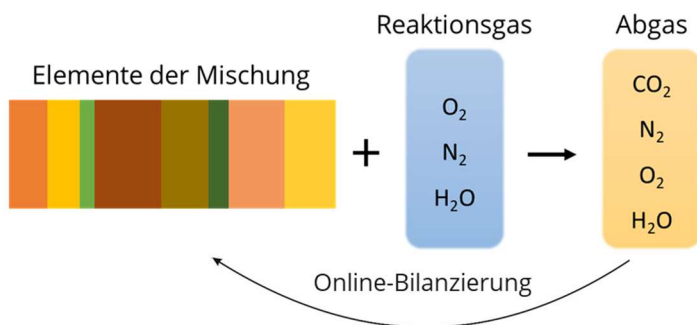 Reaktionsgas
Abgas
Elemente der Mischung
O₂
N₂
H₂O
+
CO₂
N₂
O₂
H₂O
Online-Bilanzierung